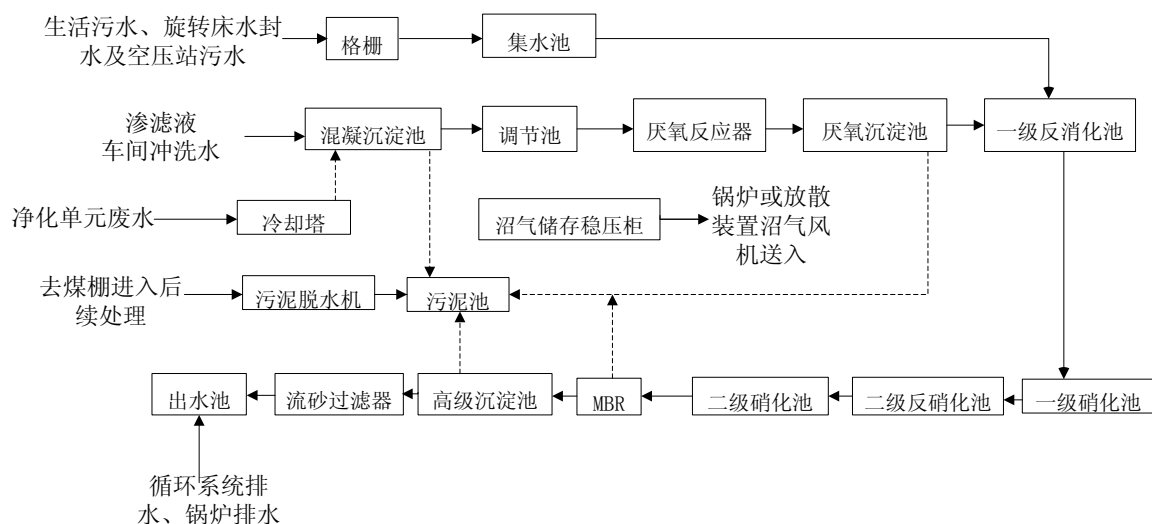 生活污水、旋转床水封
水及空压站污水
格栅
集水池
渗滤液
车间冲洗水
混凝沉淀池
调节池
厌氧反应器
厌氧沉淀池
一级反消化池
净化单元废水
冷却塔
沼气储存稳压柜
锅炉或放散
装置沼气风
机送入
去煤棚进入后
续处理
污泥脱水机
污泥池
出水池
流砂过滤器
高级沉淀池
MBR
二级硝化池
二级反硝化池
一级硝化池
循环系统排
水、锅炉排水